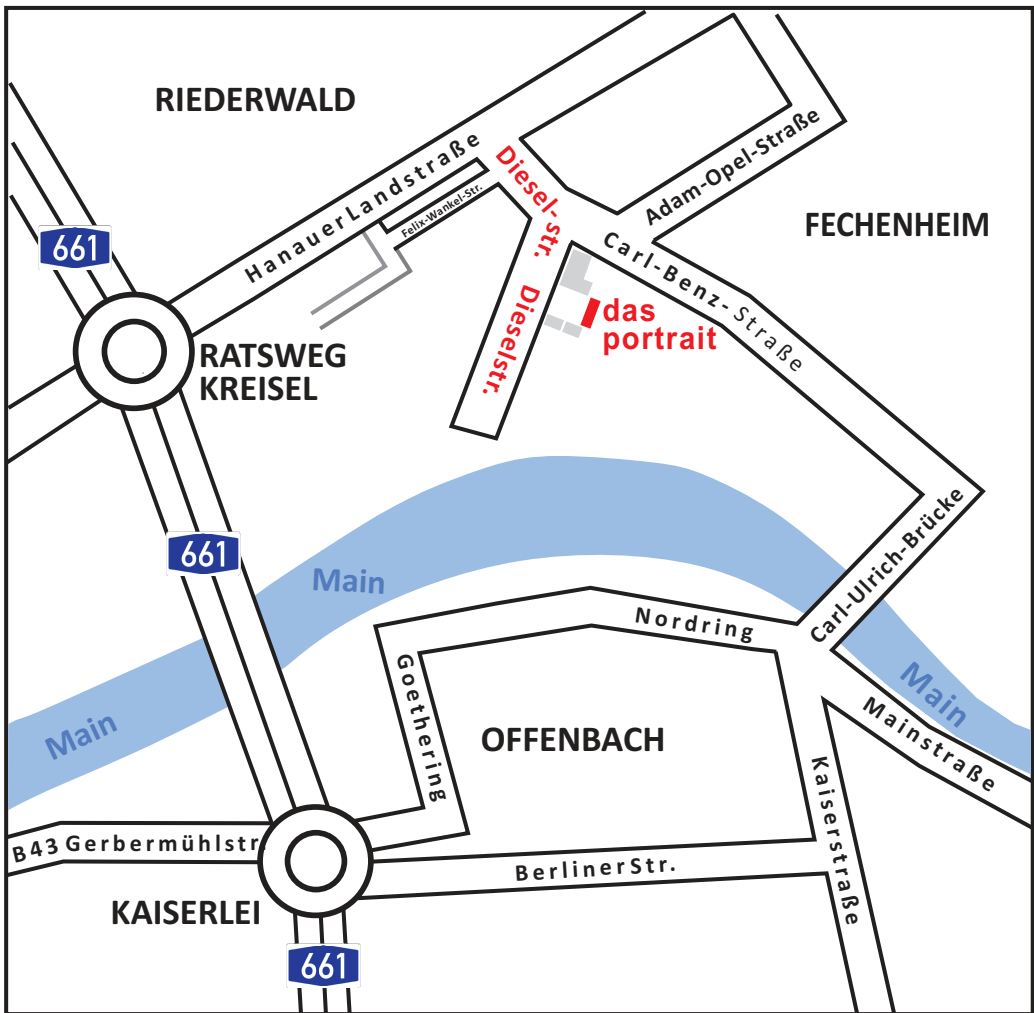 RIEDERWALD
Hanauer Landstraße
Felix-Wankel-Str.
Diesel-
str.
Dieselstr.
Adam-Opel-Straße
FECHENHEIM
Carl-Benz-Straße
661
das
portrait
RATSWEG
KREISEL
661
Main
Carl-Ulrich-Brücke
Nordring
Goethering
Main
Main
OFFENBACH
Mainstraße
Kaiserstraße
B43 Gerbermühlstr
Berliner Str.
KAISERLEI
661